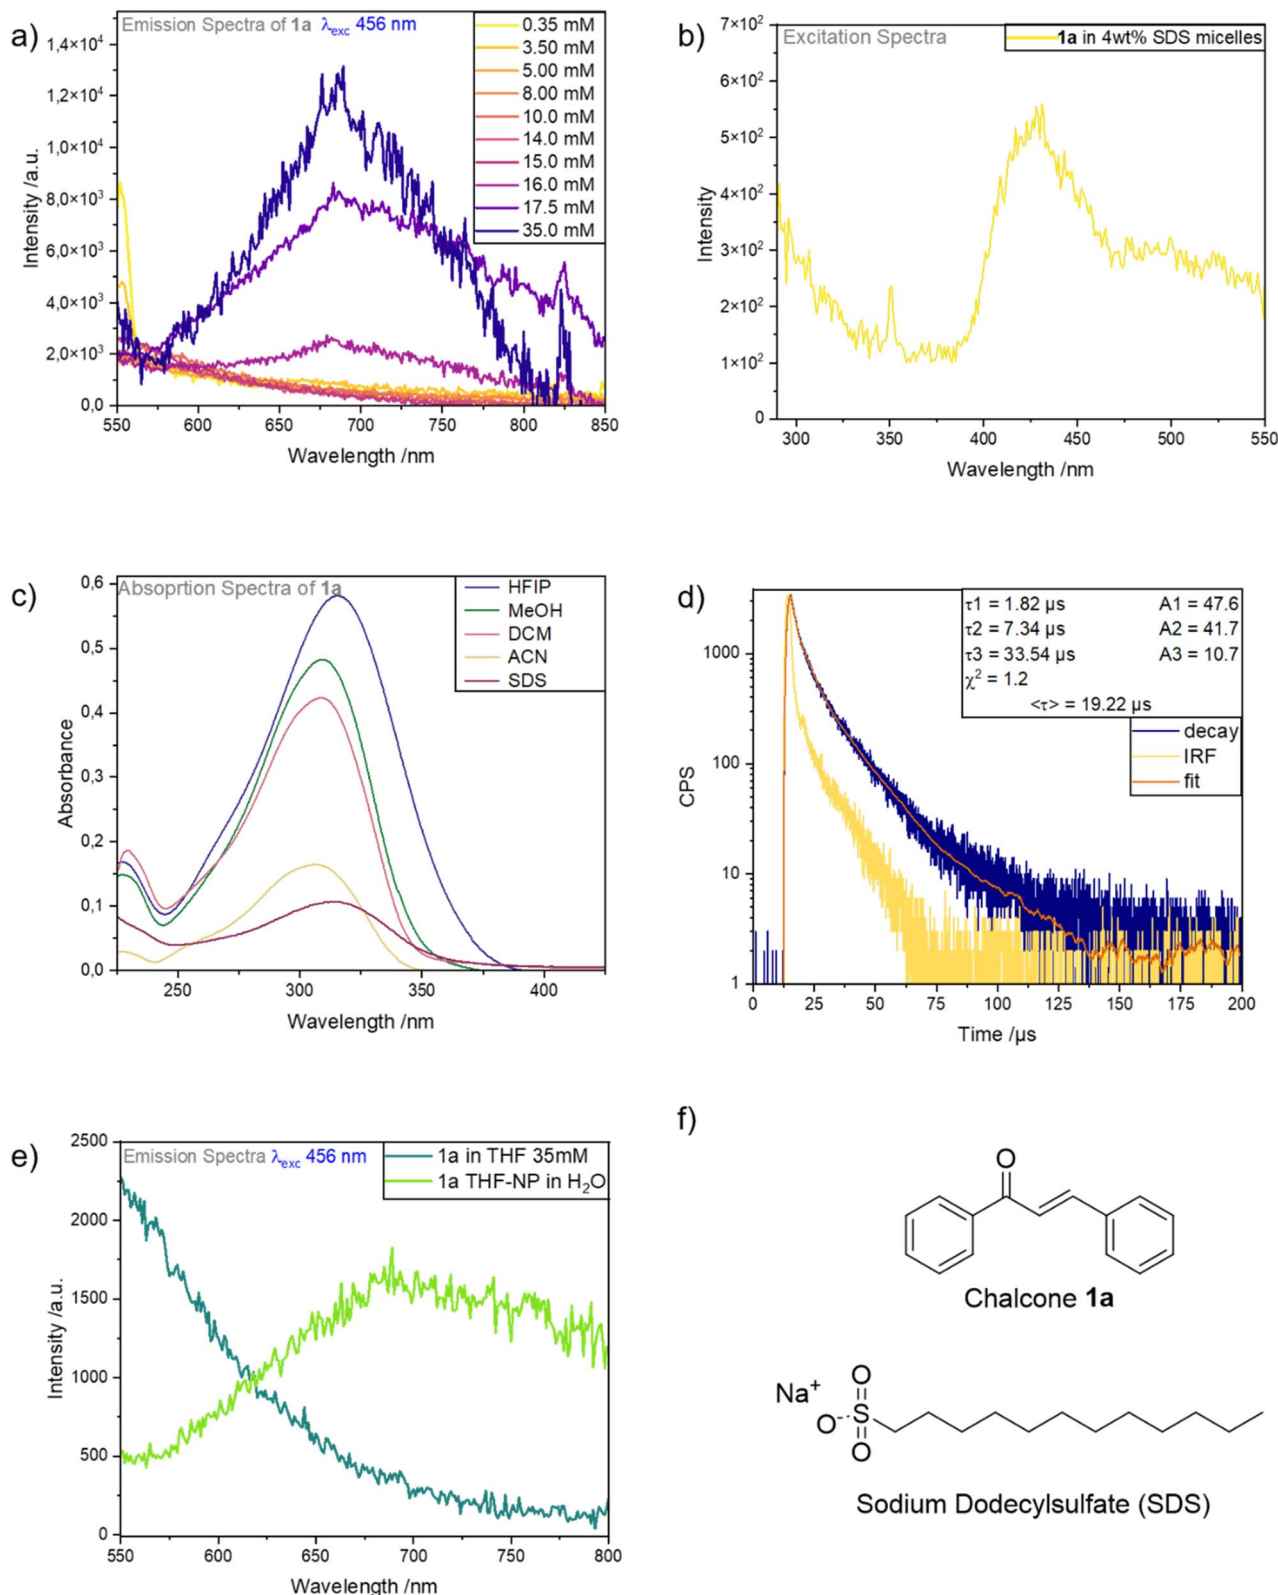 a)
Emission Spectra of 1a λexc 456 nm
0.35 mM
3.50 mM
5.00 mM
8.00 mM
10.0 mM
14.0 mM
15.0 mM
16.0 mM
17.5 mM
35.0 mM
1,4×10⁴
1,2×10⁴
1,0×10⁴
8,0×10³
6,0×10³
4,0×10³
2,0×10³
0,0
Intensity /a.u.
550 600 650 700 750 800 850
Wavelength /nm
b)
Excitation Spectra
1a in 4wt% SDS micelles
7×10²
6×10²
5×10²
4×10²
3×10²
2×10²
1×10²
0
Intensity
300 350 400 450 500 550
Wavelength /nm
c)
Absoprtion Spectra of 1a
HFIP
MeOH
DCM
ACN
SDS
0,6
0,5
0,4
0,3
0,2
0,1
0,0
Absorbance
250 300 350 400
Wavelength /nm
d)
τ1 = 1.82 µs A1 = 47.6
τ2 = 7.34 µs A2 = 41.7
τ3 = 33.54 µs A3 = 10.7
χ² = 1.2
<τ> = 19.22 µs
decay
IRF
fit
1000
100
10
1
CPS
0 25 50 75 100 125 150 175 200
Time /µs
e)
Emission Spectra λexc 456 nm
1a in THF 35mM
1a THF-NP in H₂O
2500
2000
1500
1000
500
0
Intensity /a.u.
550 600 650 700 750 800
Wavelength /nm
f)
O
Chalcone 1a
O
Na⁺
O S
O
Sodium Dodecylsulfate (SDS)